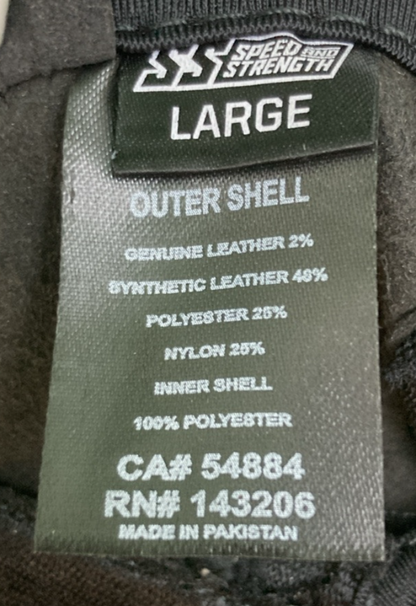 SPEED AND
STRENGTH
LARGE
OUTER SHELL
GENUINE LEATHER 2%
SYNTHETIC LEATHER 48%
POLYESTER 25%
NYLON 25%
INNER SHELL
100% POLYESTER
CA# 54884
RN# 143206
MADE IN PAKISTAN